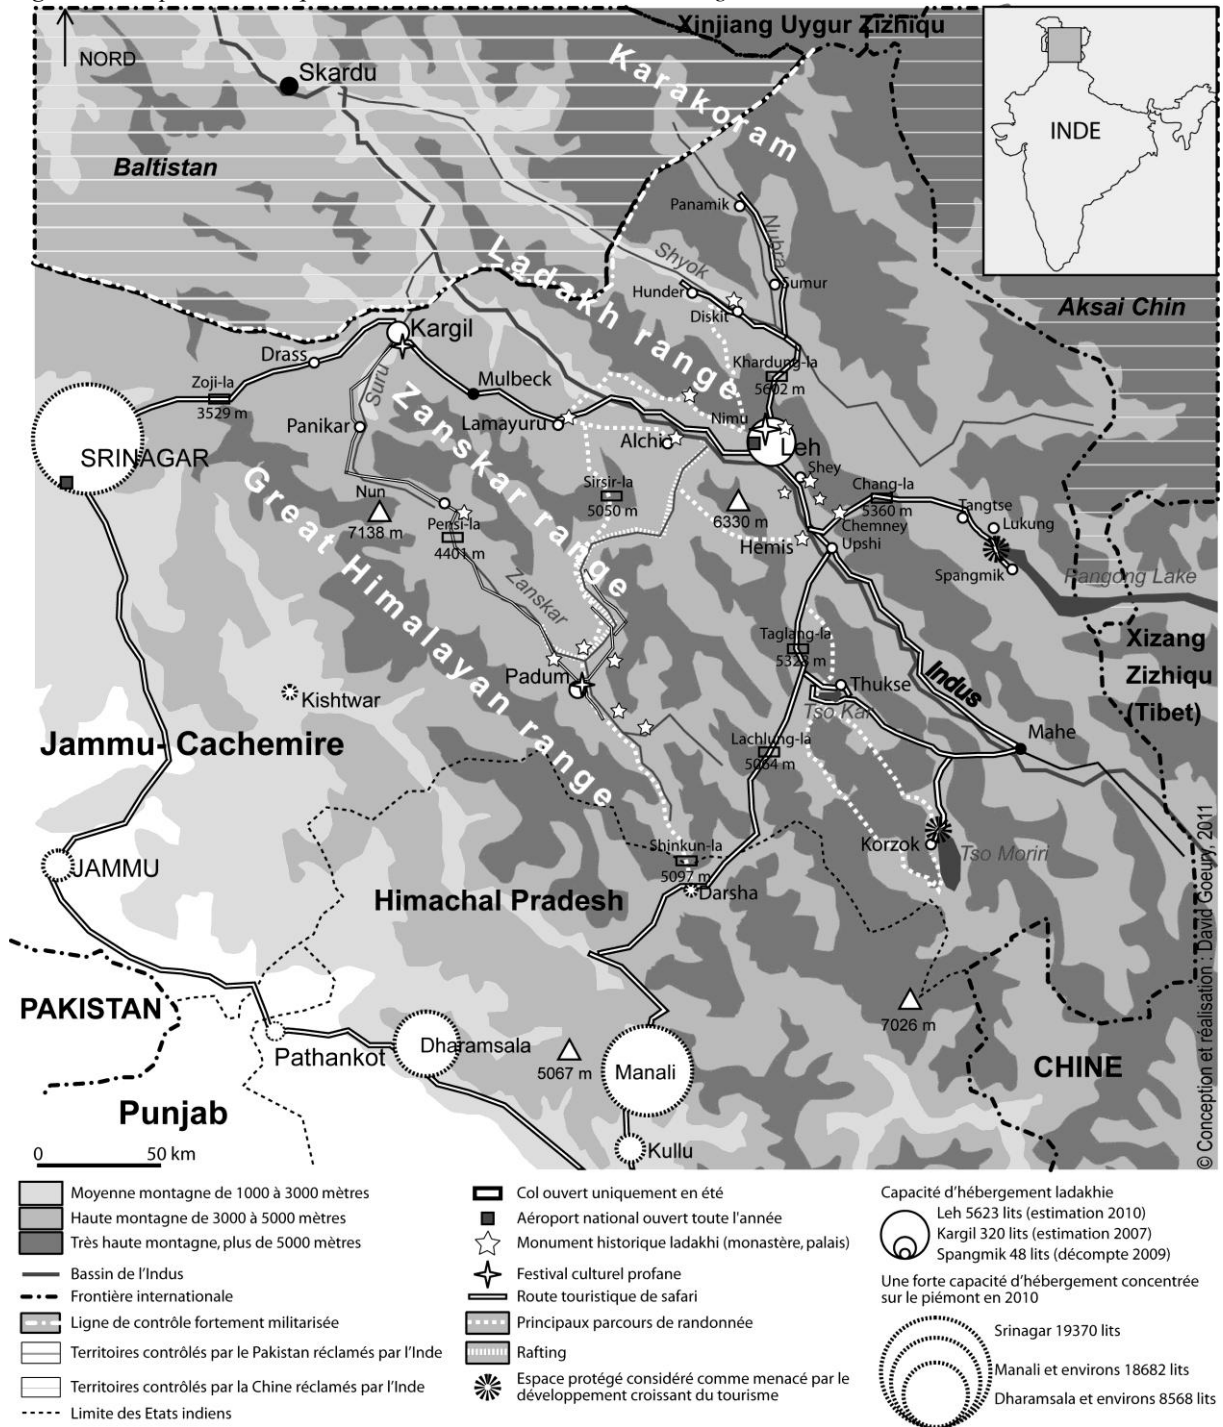 Xinjiang Uygur Zizhiqu
NORD
Skardu
Karakoram
INDE
Baltistan
Panamik
Nubra
Shyok
Ladakh range
Hunder
Sumur
Diskit
Aksai Chin
Kargil
Drass
Khardung-la
5602 m
Zoji-la
3529 m
Suru
Mulbeck
Zanskar range
Nimu
Panikar
Lamayuru
Alchi
Leh
SRINAGAR
Shey
Great Himalayan range
Nun
7138 m
Sirsir-la
5050 m
6330 m
Chang-la
5360 m
Tangtse
Lukung
Pensi-la
4401 m
Chemney
Hemis
Upshi
Spangmik
Pangong Lake
Zanskar
Taglang-la
5328 m
Xizang
Zizhiqu
(Tibet)
Padum
Thukse
Indus
Kishtwar
Tso Kar
Mahe
Jammu- Cachemire
Lachlung-la
5064 m
Shinkun-la
5097 m
Korzok
Tso Moriri
JAMMU
Himachal Pradesh
Darsha
PAKISTAN
7026 m
Pathankot
Dharamsala
5067 m
Manali
CHINE
Punjab
Kullu
0 50 km
© Conception et réalisation : David Goeury, 2011
Moyenne montagne de 1000 à 3000 mètres
Haute montagne de 3000 à 5000 mètres
Très haute montagne, plus de 5000 mètres
Bassin de l'Indus
Frontière internationale
Ligne de contrôle fortement militarisée
Territoires contrôlés par le Pakistan réclamés par l'Inde
Territoires contrôlés par la Chine réclamés par l'Inde
Limite des Etats indiens
Col ouvert uniquement en été
Aéroport national ouvert toute l'année
Monument historique ladakhi (monastère, palais)
Festival culturel profane
Route touristique de safari
Principaux parcours de randonnée
Rafting
Espace protégé considéré comme menacé par le
développement croissant du tourisme
Capacité d'hébergement ladakhie
Leh 5623 lits (estimation 2010)
Kargil 320 lits (estimation 2007)
Spangmik 48 lits (décompte 2009)
Une forte capacité d'hébergement concentrée
sur le piémont en 2010
Srinagar 19370 lits
Manali et environs 18682 lits
Dharamsala et environs 8568 lits